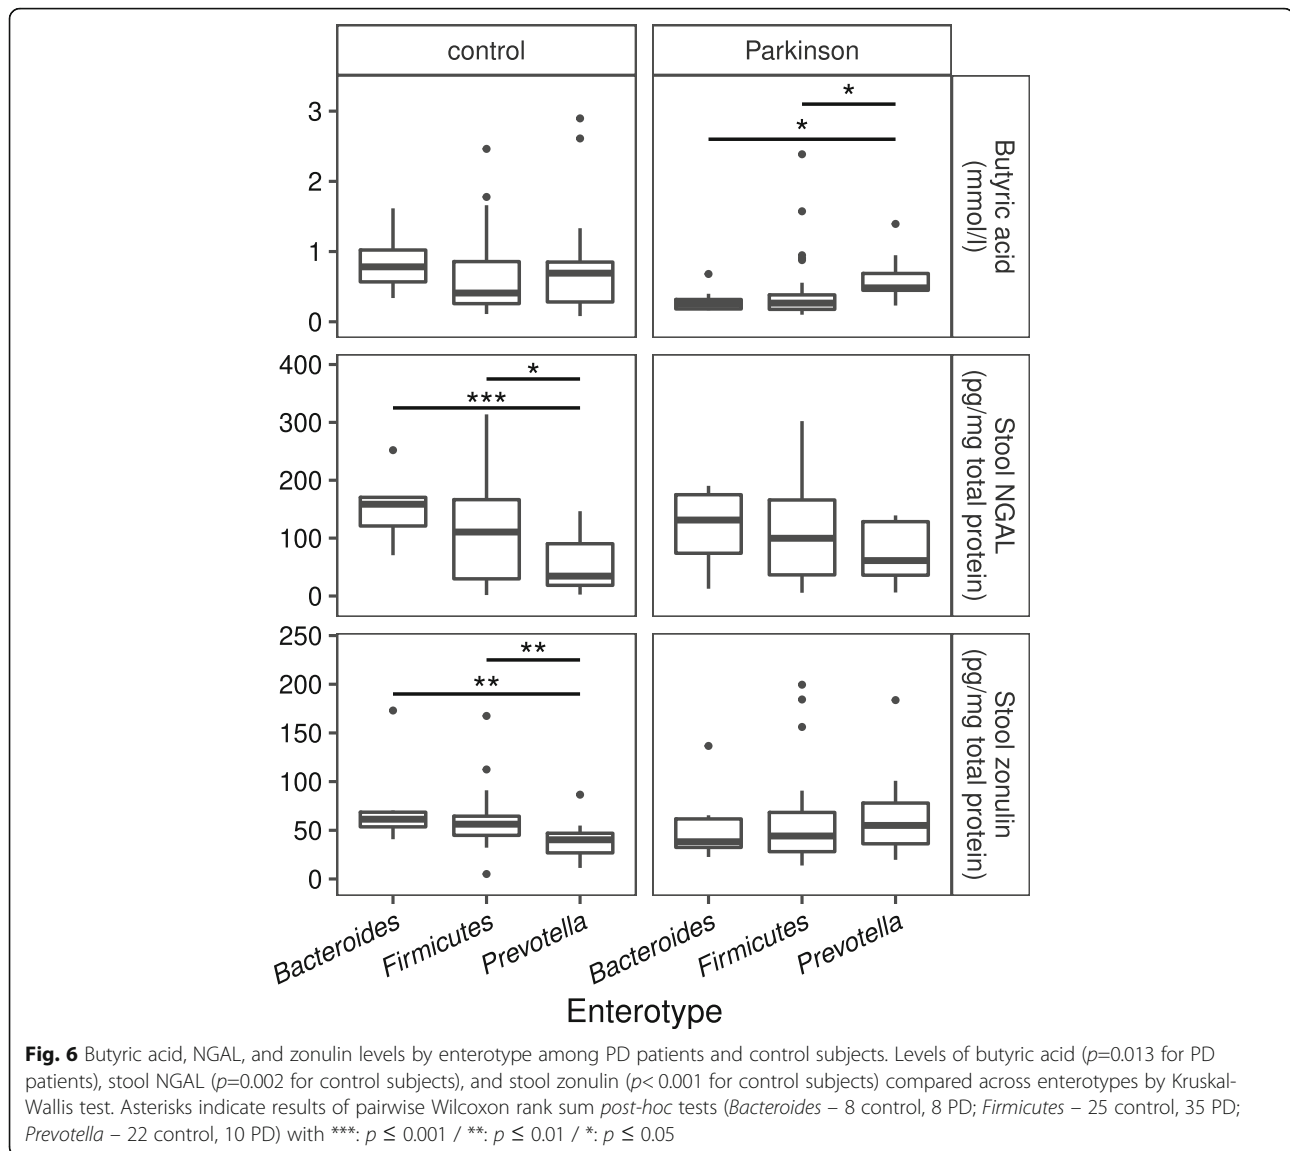 control
Parkinson
3
2
1
0
*
*
Butyric acid
(mmol/l)
400
300
200
100
0
*
***
Stool NGAL
(pg/mg total protein)
250
200
150
100
50
0
**
**
Stool zonulin
(pg/mg total protein)
Bacteroides
Firmicutes
Prevotella
Bacteroides
Firmicutes
Prevotella
Enterotype
Fig. 6 Butyric acid, NGAL, and zonulin levels by enterotype among PD patients and control subjects. Levels of butyric acid (p=0.013 for PD
patients), stool NGAL (p=0.002 for control subjects), and stool zonulin (p< 0.001 for control subjects) compared across enterotypes by Kruskal-
Wallis test. Asterisks indicate results of pairwise Wilcoxon rank sum post-hoc tests (Bacteroides – 8 control, 8 PD; Firmicutes – 25 control, 35 PD;
Prevotella – 22 control, 10 PD) with ***: p ≤ 0.001 / **: p ≤ 0.01 / *: p ≤ 0.05